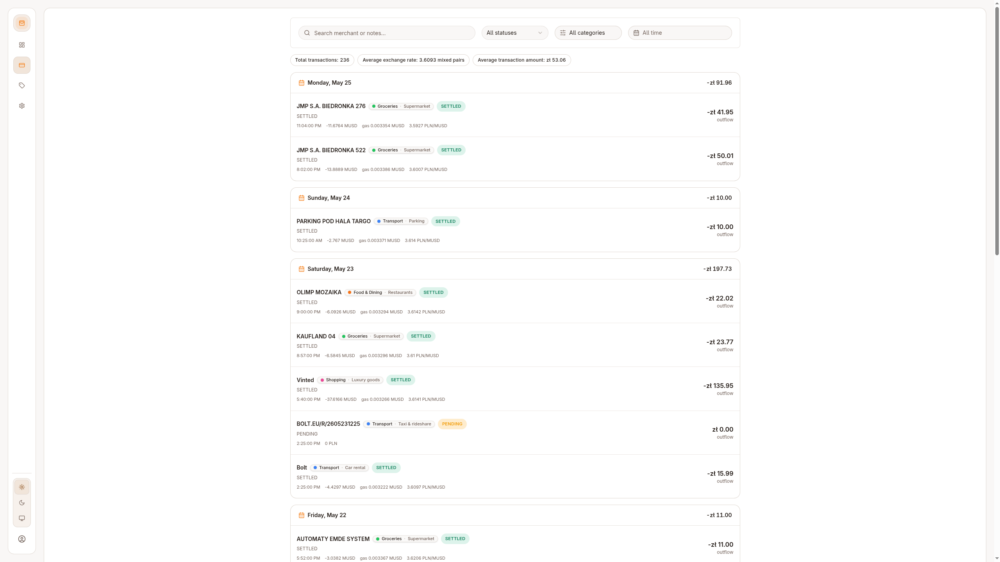 Search merchant or notes...
All statuses
All categories
All time
Total transactions: 236
Average exchange rate: 3.6093 mixed pairs
Average transaction amount: zł 53.06
Monday, May 25 -zł 91.96
JMP S.A. BIEDRONKA 276 Groceries · Supermarket SETTLED
SETTLED
-zł 41.95
outflow
11:04:00 PM -11.6764 MUSD gas 0.003354 MUSD 3.5927 PLN/MUSD
JMP S.A. BIEDRONKA 522 Groceries · Supermarket SETTLED
SETTLED
-zł 50.01
outflow
8:02:00 PM -13.8889 MUSD gas 0.003386 MUSD 3.6007 PLN/MUSD
Sunday, May 24 -zł 10.00
PARKING POD HALA TARGO Transport · Parking SETTLED
SETTLED
-zł 10.00
outflow
10:25:00 AM -2.767 MUSD gas 0.003371 MUSD 3.614 PLN/MUSD
Saturday, May 23 -zł 197.73
OLIMP MOZAIKA Food & Dining · Restaurants SETTLED
SETTLED
-zł 22.02
outflow
9:00:00 PM -6.0926 MUSD gas 0.003294 MUSD 3.6142 PLN/MUSD
KAUFLAND 04 Groceries · Supermarket SETTLED
SETTLED
-zł 23.77
outflow
8:57:00 PM -6.5845 MUSD gas 0.003296 MUSD 3.61 PLN/MUSD
Vinted Shopping · Luxury goods SETTLED
SETTLED
-zł 135.95
outflow
5:40:00 PM -37.6166 MUSD gas 0.003266 MUSD 3.6141 PLN/MUSD
BOLT.EU/R/2605231225 Transport · Taxi & rideshare PENDING
PENDING
zł 0.00
outflow
2:25:00 PM 0 PLN
Bolt Transport · Car rental SETTLED
SETTLED
-zł 15.99
outflow
2:25:00 PM -4.4297 MUSD gas 0.003222 MUSD 3.6097 PLN/MUSD
Friday, May 22 -zł 11.00
AUTOMATY EMDE SYSTEM Groceries · Supermarket SETTLED
SETTLED
-zł 11.00
outflow
5:52:00 PM -3.0382 MUSD gas 0.003367 MUSD 3.6206 PLN/MUSD